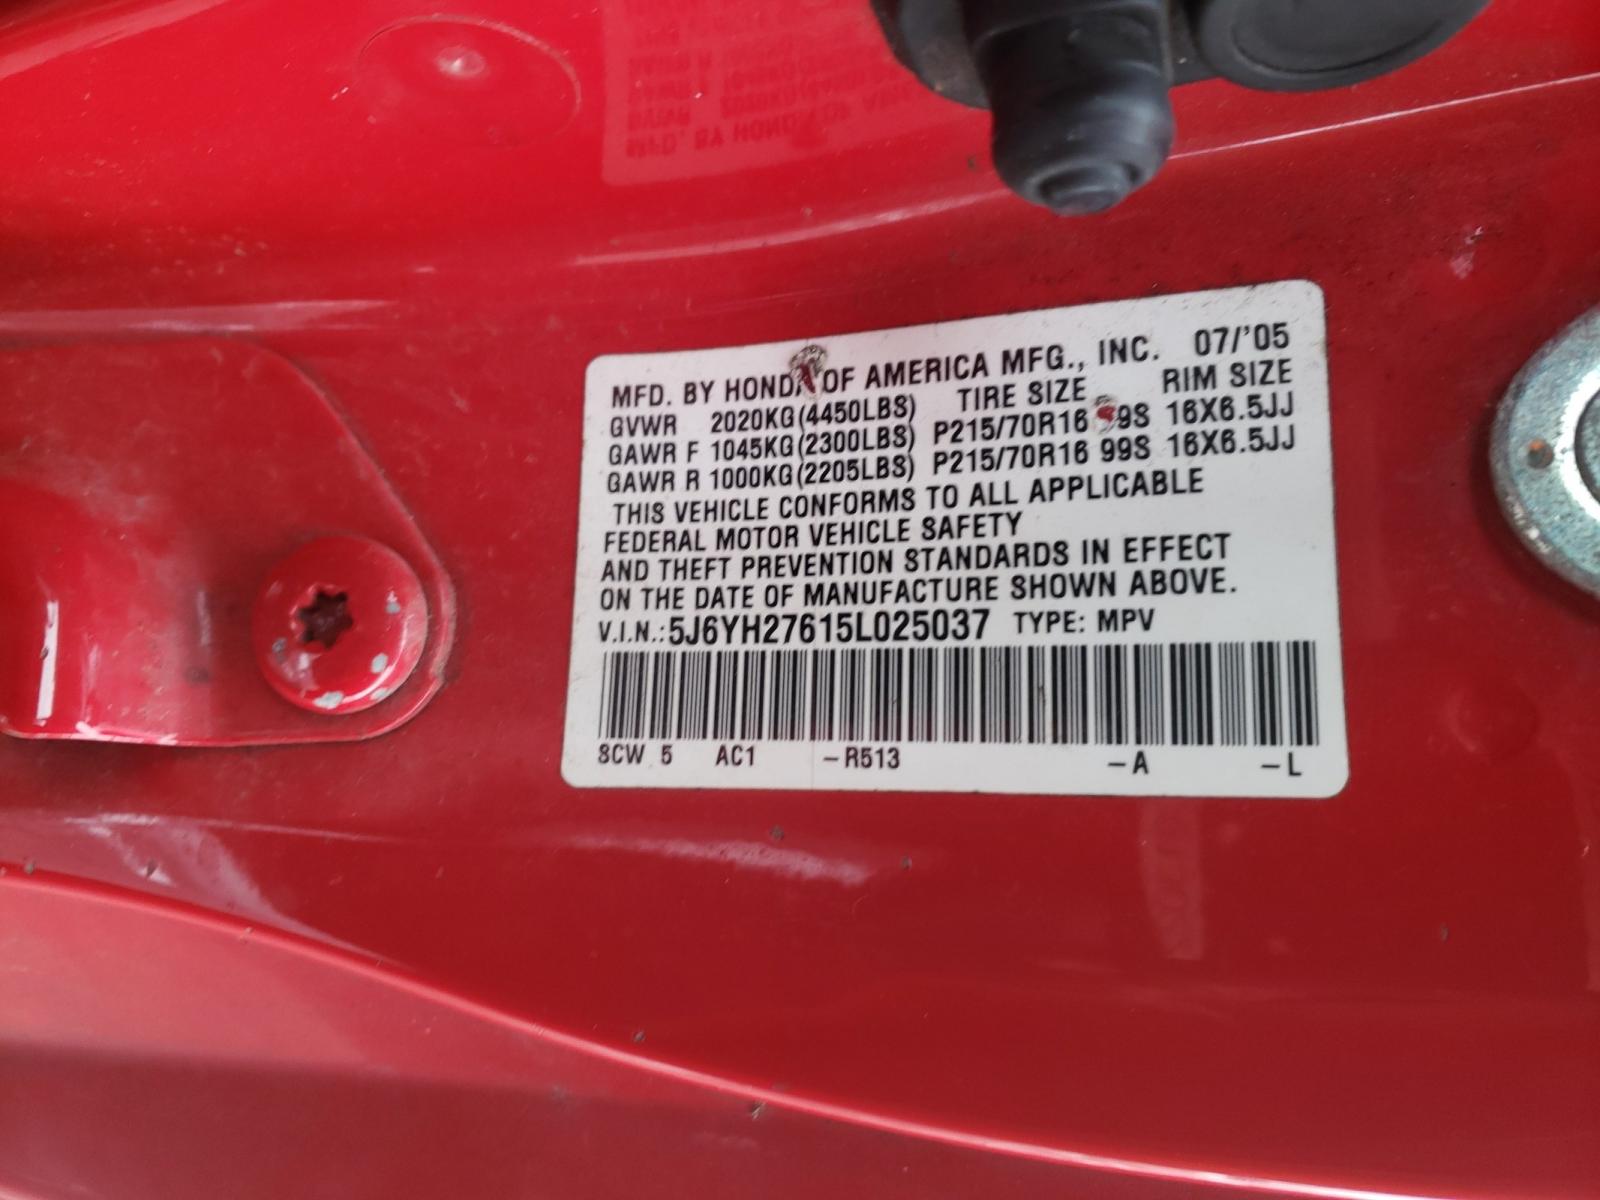 MFD. BY HONDA OF AMERICA MFG., INC. 07/'05
GVWR 2020KG(4450LBS) TIRE SIZE RIM SIZE
GAWR F 1045KG(2300LBS) P215/70R16 99S 16X6.5JJ
GAWR R 1000KG(2205LBS) P215/70R16 99S 16X6.5JJ
THIS VEHICLE CONFORMS TO ALL APPLICABLE
FEDERAL MOTOR VEHICLE SAFETY
AND THEFT PREVENTION STANDARDS IN EFFECT
ON THE DATE OF MANUFACTURE SHOWN ABOVE.
V.I.N.: 5J6YH27615L025037 TYPE: MPV
8CW 5 AC1 -R513 -A -L